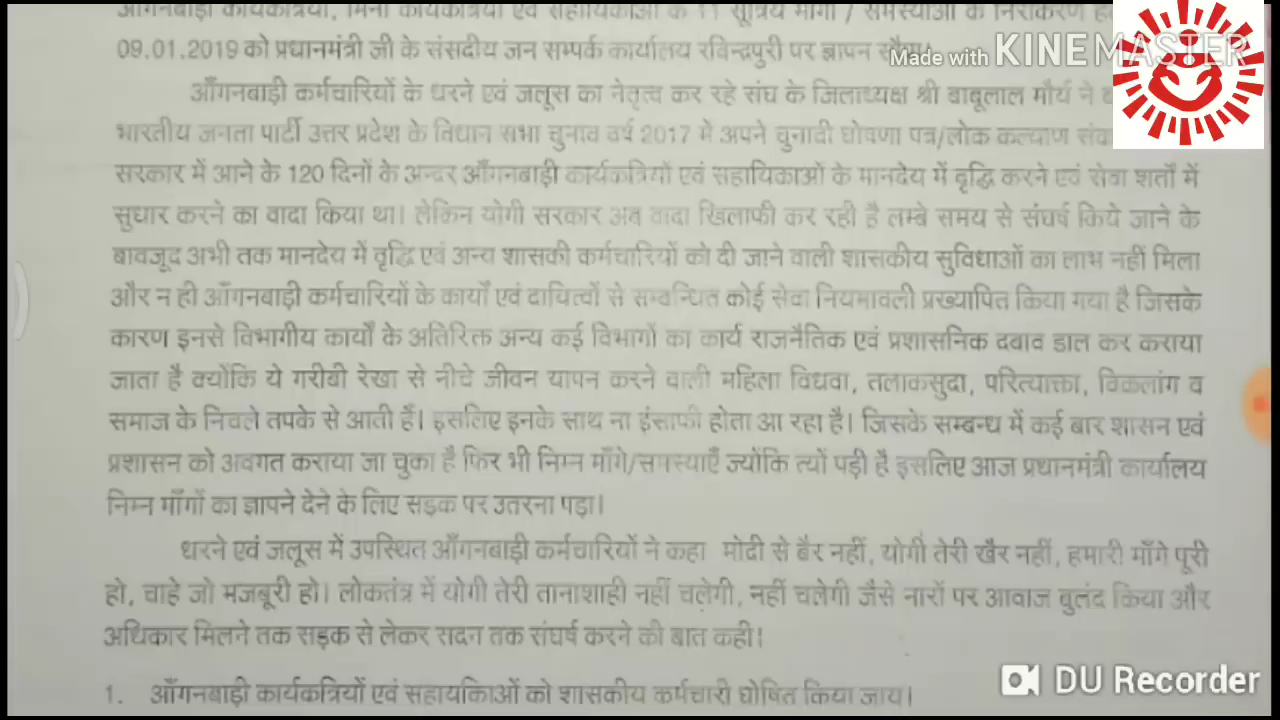 आँगनबाड़ी कार्यकत्रियों, मिनी कार्यकत्रियों एवं सहायिकाओं के 11 सूत्रिय मांगों / समस्याओं के निराकरण
09.01.2019 को प्रधानमंत्री जी के संसदीय जन सम्पर्क कार्यालय रविन्द्रपुरी पर ज्ञापन
Made with KINEMASTER
आँगनबाड़ी कर्मचारियों के धरने एवं जलूस का नेतृत्व कर रहे संघ के जिलाध्यक्ष श्री बाबूलाल मौर्य ने
भारतीय जनता पार्टी उत्तर प्रदेश के विधान सभा चुनाव वर्ष 2017 में अपने चुनावी घोषणा पत्र/लोक कल्याण
सरकार में आने के 120 दिनों के अन्दर आँगनबाड़ी कार्यकत्रियों एवं सहायिकाओं के मानदेय में वृद्धि करने एवं सेवा शर्तों में
सुधार करने का वादा किया था। लेकिन योगी सरकार अब वादा खिलाफी कर रही है लम्बे समय से संघर्ष किये जाने के
बावजूद अभी तक मानदेय में वृद्धि एवं अन्य शासकी कर्मचारियों को दी जाने वाली शासकीय सुविधाओं का लाभ नहीं मिला
और न ही आँगनबाड़ी कर्मचारियों के कार्यों एवं दायित्वों से सम्बन्धित कोई सेवा नियमावली प्रख्यापित किया गया है जिसके
कारण इनसे विभागीय कार्यों के अतिरिक्त अन्य कई विभागों का कार्य राजनैतिक एवं प्रशासनिक दबाव डाल कर कराया
जाता है क्योंकि ये गरीबी रेखा से नीचे जीवन यापन करने वाली महिला विधवा, तलाकसुदा, परित्याक्ता, विकलांग व
समाज के निचले तपके से आती हैं। इसलिए इनके साथ ना इंसाफी होता आ रहा है। जिसके सम्बन्ध में कई बार शासन एवं
प्रशासन को अवगत कराया जा चुका है फिर भी निम्न माँगे/समस्याएँ ज्योंकि त्यों पड़ी है इसलिए आज प्रधानमंत्री कार्यालय
निम्न माँगों का ज्ञापने देने के लिए सड़क पर उतरना पड़ा।
धरने एवं जलूस में उपस्थित आँगनबाड़ी कर्मचारियों ने कहा मोदी से बैर नहीं, योगी तेरी खैर नहीं, हमारी माँगे पूरी
हो, चाहे जो मजबूरी हो। लोकतंत्र में योगी तेरी तानाशाही नहीं चलेगी, नहीं चलेगी जैसे नारों पर आवाज बुलंद किया और
अधिकार मिलने तक सड़क से लेकर सदन तक संघर्ष करने की बात कही।
1. आँगनबाड़ी कार्यकत्रियों एवं सहायकिाओं को शासकीय कर्मचारी घोषित किया जाय।
DU Recorder